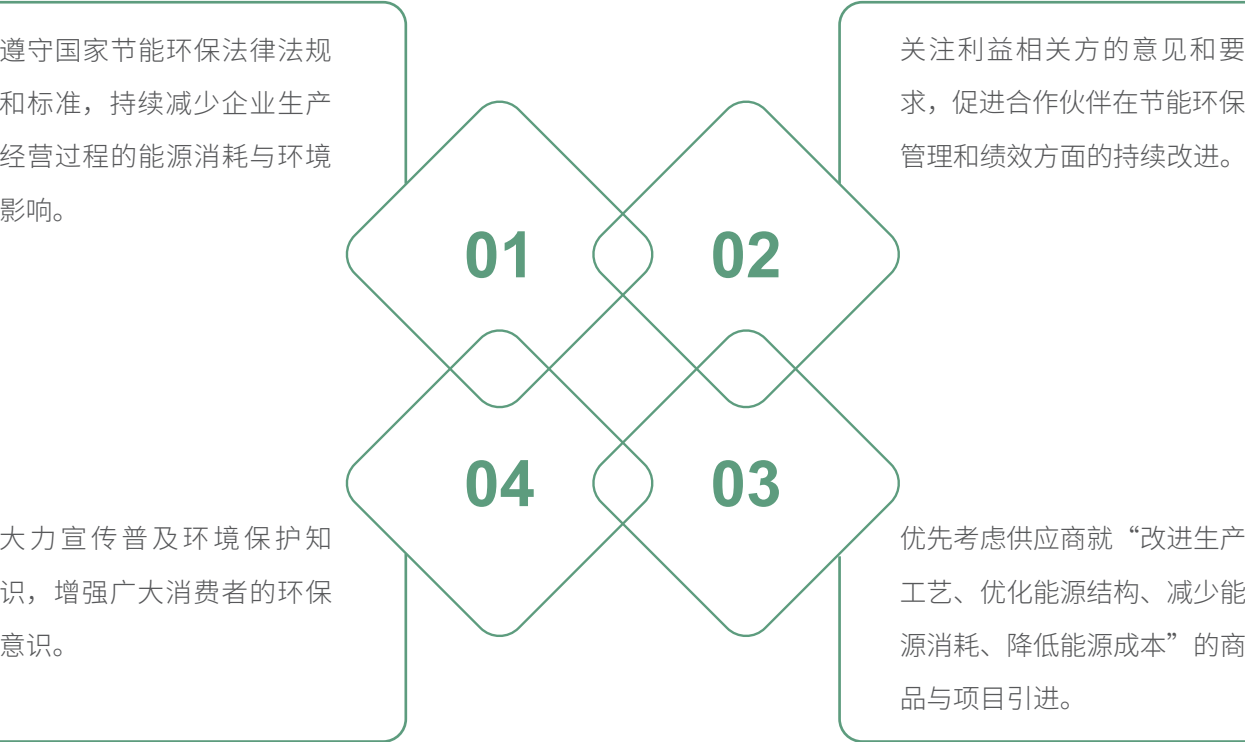 遵守国家节能环保法律法规
和标准，持续减少企业生产
经营过程的能源消耗与环境
影响。
01
关注利益相关方的意见和要
求，促进合作伙伴在节能环保
管理和绩效方面的持续改进。
02
优先考虑供应商就“改进生产
工艺、优化能源结构、减少能
源消耗、降低能源成本”的商
品与项目引进。
03
大力宣传普及环境保护知
识，增强广大消费者的环保
意识。
04